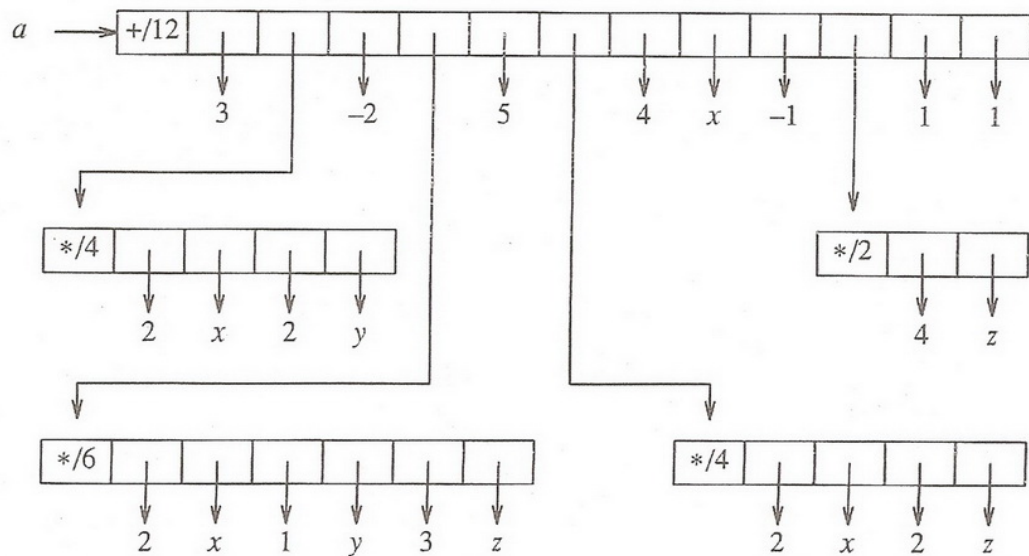 a +/12
3 –2 5 4 x –1 1 1
*/4 */2
2 x 2 y 4 z
*/6 */4
2 x 1 y 3 z 2 x 2 z